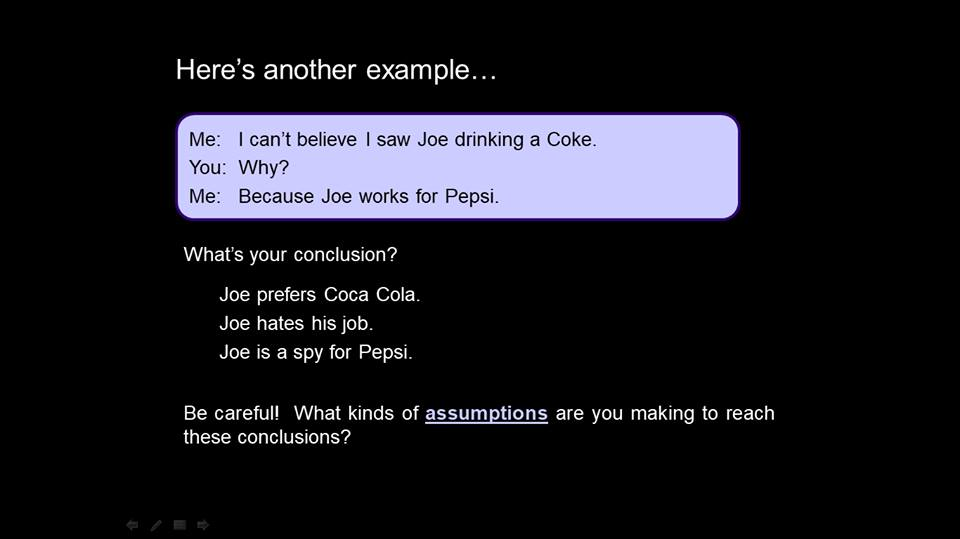 Here’s another example…
Me: I can’t believe I saw Joe drinking a Coke.
You: Why?
Me: Because Joe works for Pepsi.
What’s your conclusion?
Joe prefers Coca Cola.
Joe hates his job.
Joe is a spy for Pepsi.
Be careful! What kinds of assumptions are you making to reach
these conclusions?